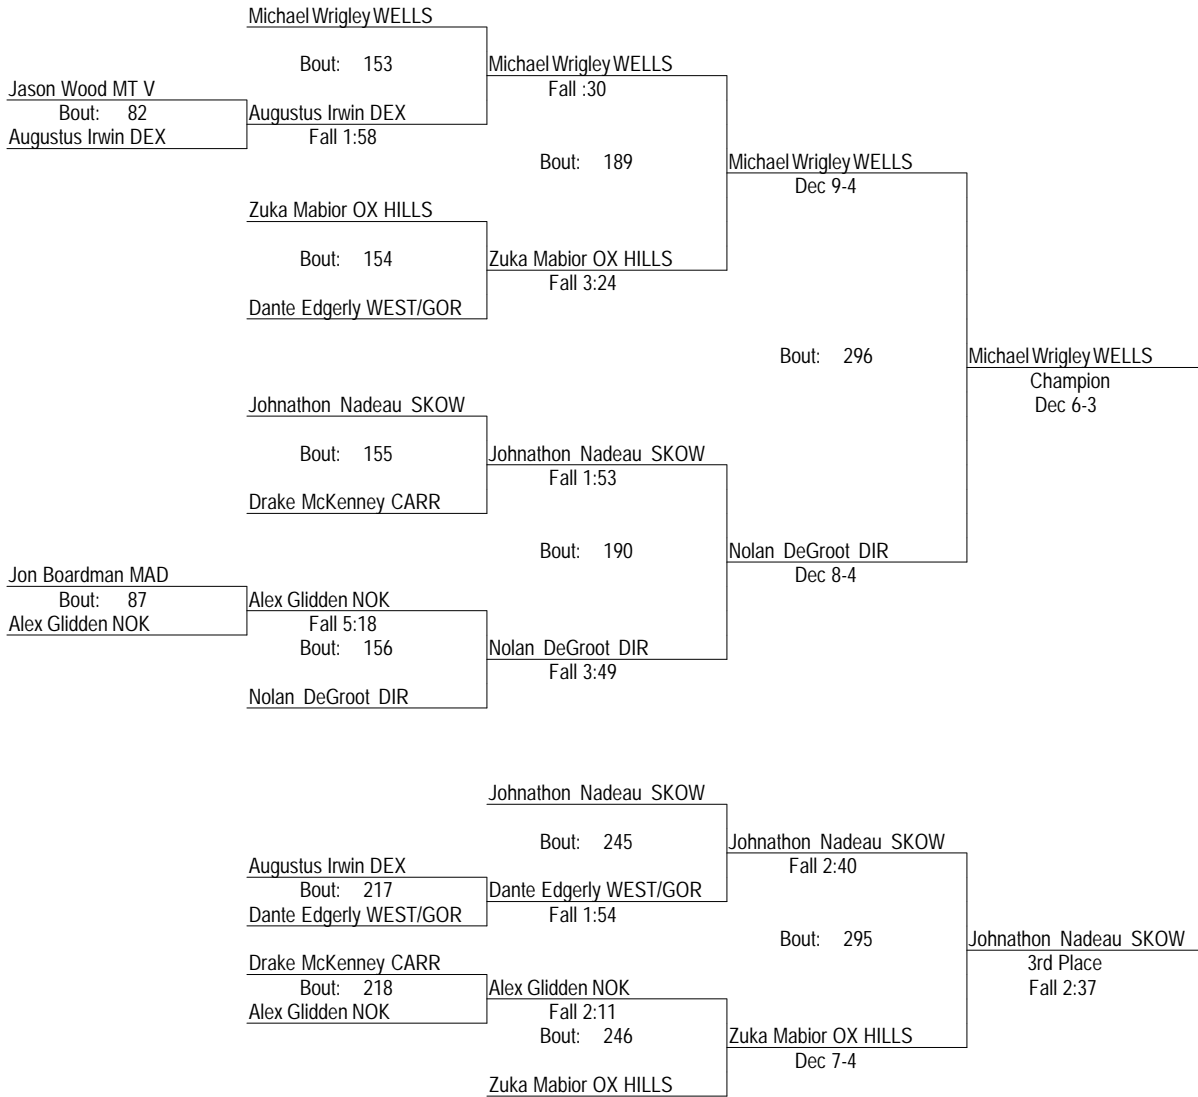 Michael Wrigley WELLS
Bout: 153
Michael Wrigley WELLS
Jason Wood MT V
Fall :30
Bout: 82
Augustus Irwin DEX
Augustus Irwin DEX
Fall 1:58
Bout: 189
Michael Wrigley WELLS
Dec 9-4
Zuka Mabior OX HILLS
Bout: 154
Zuka Mabior OX HILLS
Fall 3:24
Dante Edgerly WEST/GOR
Bout: 296
Michael Wrigley WELLS
Champion
Dec 6-3
Johnathon Nadeau SKOW
Bout: 155
Johnathon Nadeau SKOW
Fall 1:53
Drake McKenney CARR
Bout: 190
Nolan DeGroot DIR
Dec 8-4
Jon Boardman MAD
Bout: 87
Alex Glidden NOK
Alex Glidden NOK
Fall 5:18
Bout: 156
Nolan DeGroot DIR
Fall 3:49
Nolan DeGroot DIR
Johnathon Nadeau SKOW
Bout: 245
Johnathon Nadeau SKOW
Fall 2:40
Augustus Irwin DEX
Bout: 217
Dante Edgerly WEST/GOR
Dante Edgerly WEST/GOR
Fall 1:54
Bout: 295
Johnathon Nadeau SKOW
3rd Place
Fall 2:37
Drake McKenney CARR
Bout: 218
Alex Glidden NOK
Alex Glidden NOK
Fall 2:11
Bout: 246
Zuka Mabior OX HILLS
Dec 7-4
Zuka Mabior OX HILLS